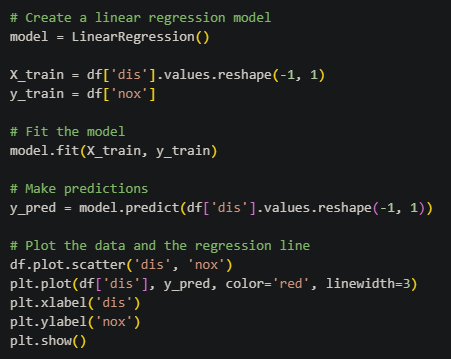 # Create a linear regression model
model = LinearRegression()
X_train = df['dis'].values.reshape(-1, 1)
y_train = df['nox']
# Fit the model
model.fit(X_train, y_train)
# Make predictions
y_pred = model.predict(df['dis'].values.reshape(-1, 1))
# Plot the data and the regression line
df.plot.scatter('dis', 'nox')
plt.plot(df['dis'], y_pred, color='red', linewidth=3)
plt.xlabel('dis')
plt.ylabel('nox')
plt.show()